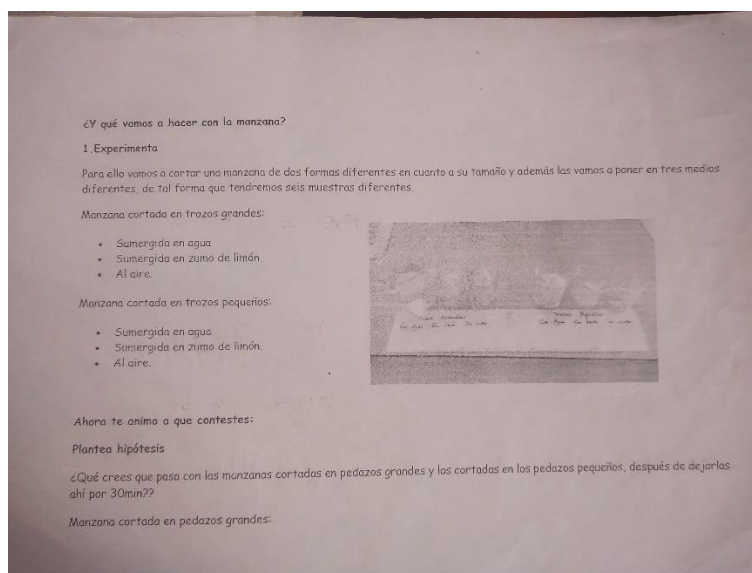 ¿Y qué vamos a hacer con la manzana?
1.Experimenta
Para ello vamos a cortar una manzana de dos formas diferentes en cuanto a su tamaño y además las vamos a poner en tres medios
diferentes, de tal forma que tendremos seis muestras diferentes.
Manzana cortada en trozos grandes:
• Sumergida en agua
• Sumergida en zumo de limón.
• Al aire.
Manzana cortada en trozos pequeños:
• Sumergida en agua
• Sumergida en zumo de limón.
• Al aire.
Ahora te animo a que contestes:
Plantea hipótesis
¿Qué crees que pasa con las manzanas cortadas en pedazos grandes y las cortadas en los pedazos pequeños, después de dejarlas
ahí por 30min??
Manzana cortada en pedazos grandes: